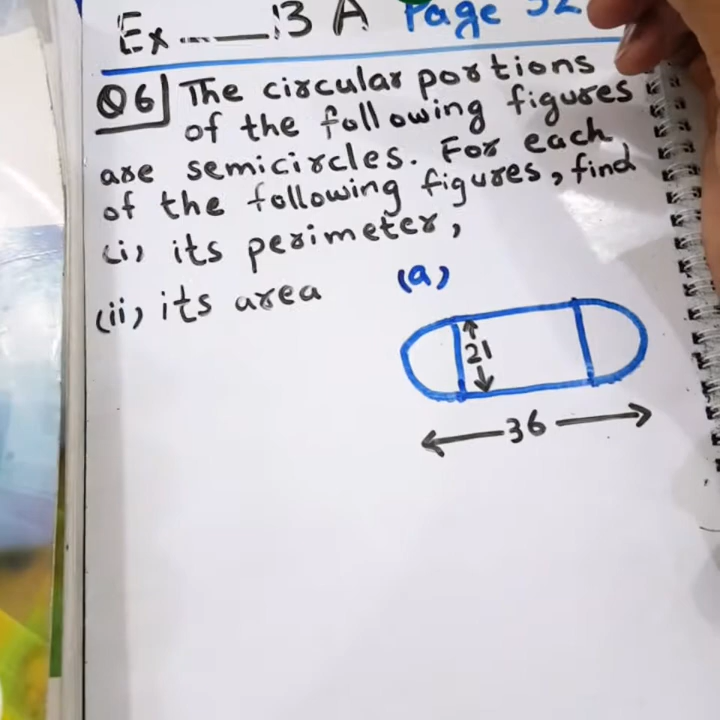 Ex 13 A Page
Q6 The circular portions
of the following figures
are semicircles. For each
of the following figures, find
(i) its perimeter,
(ii) its area (a)
21
36